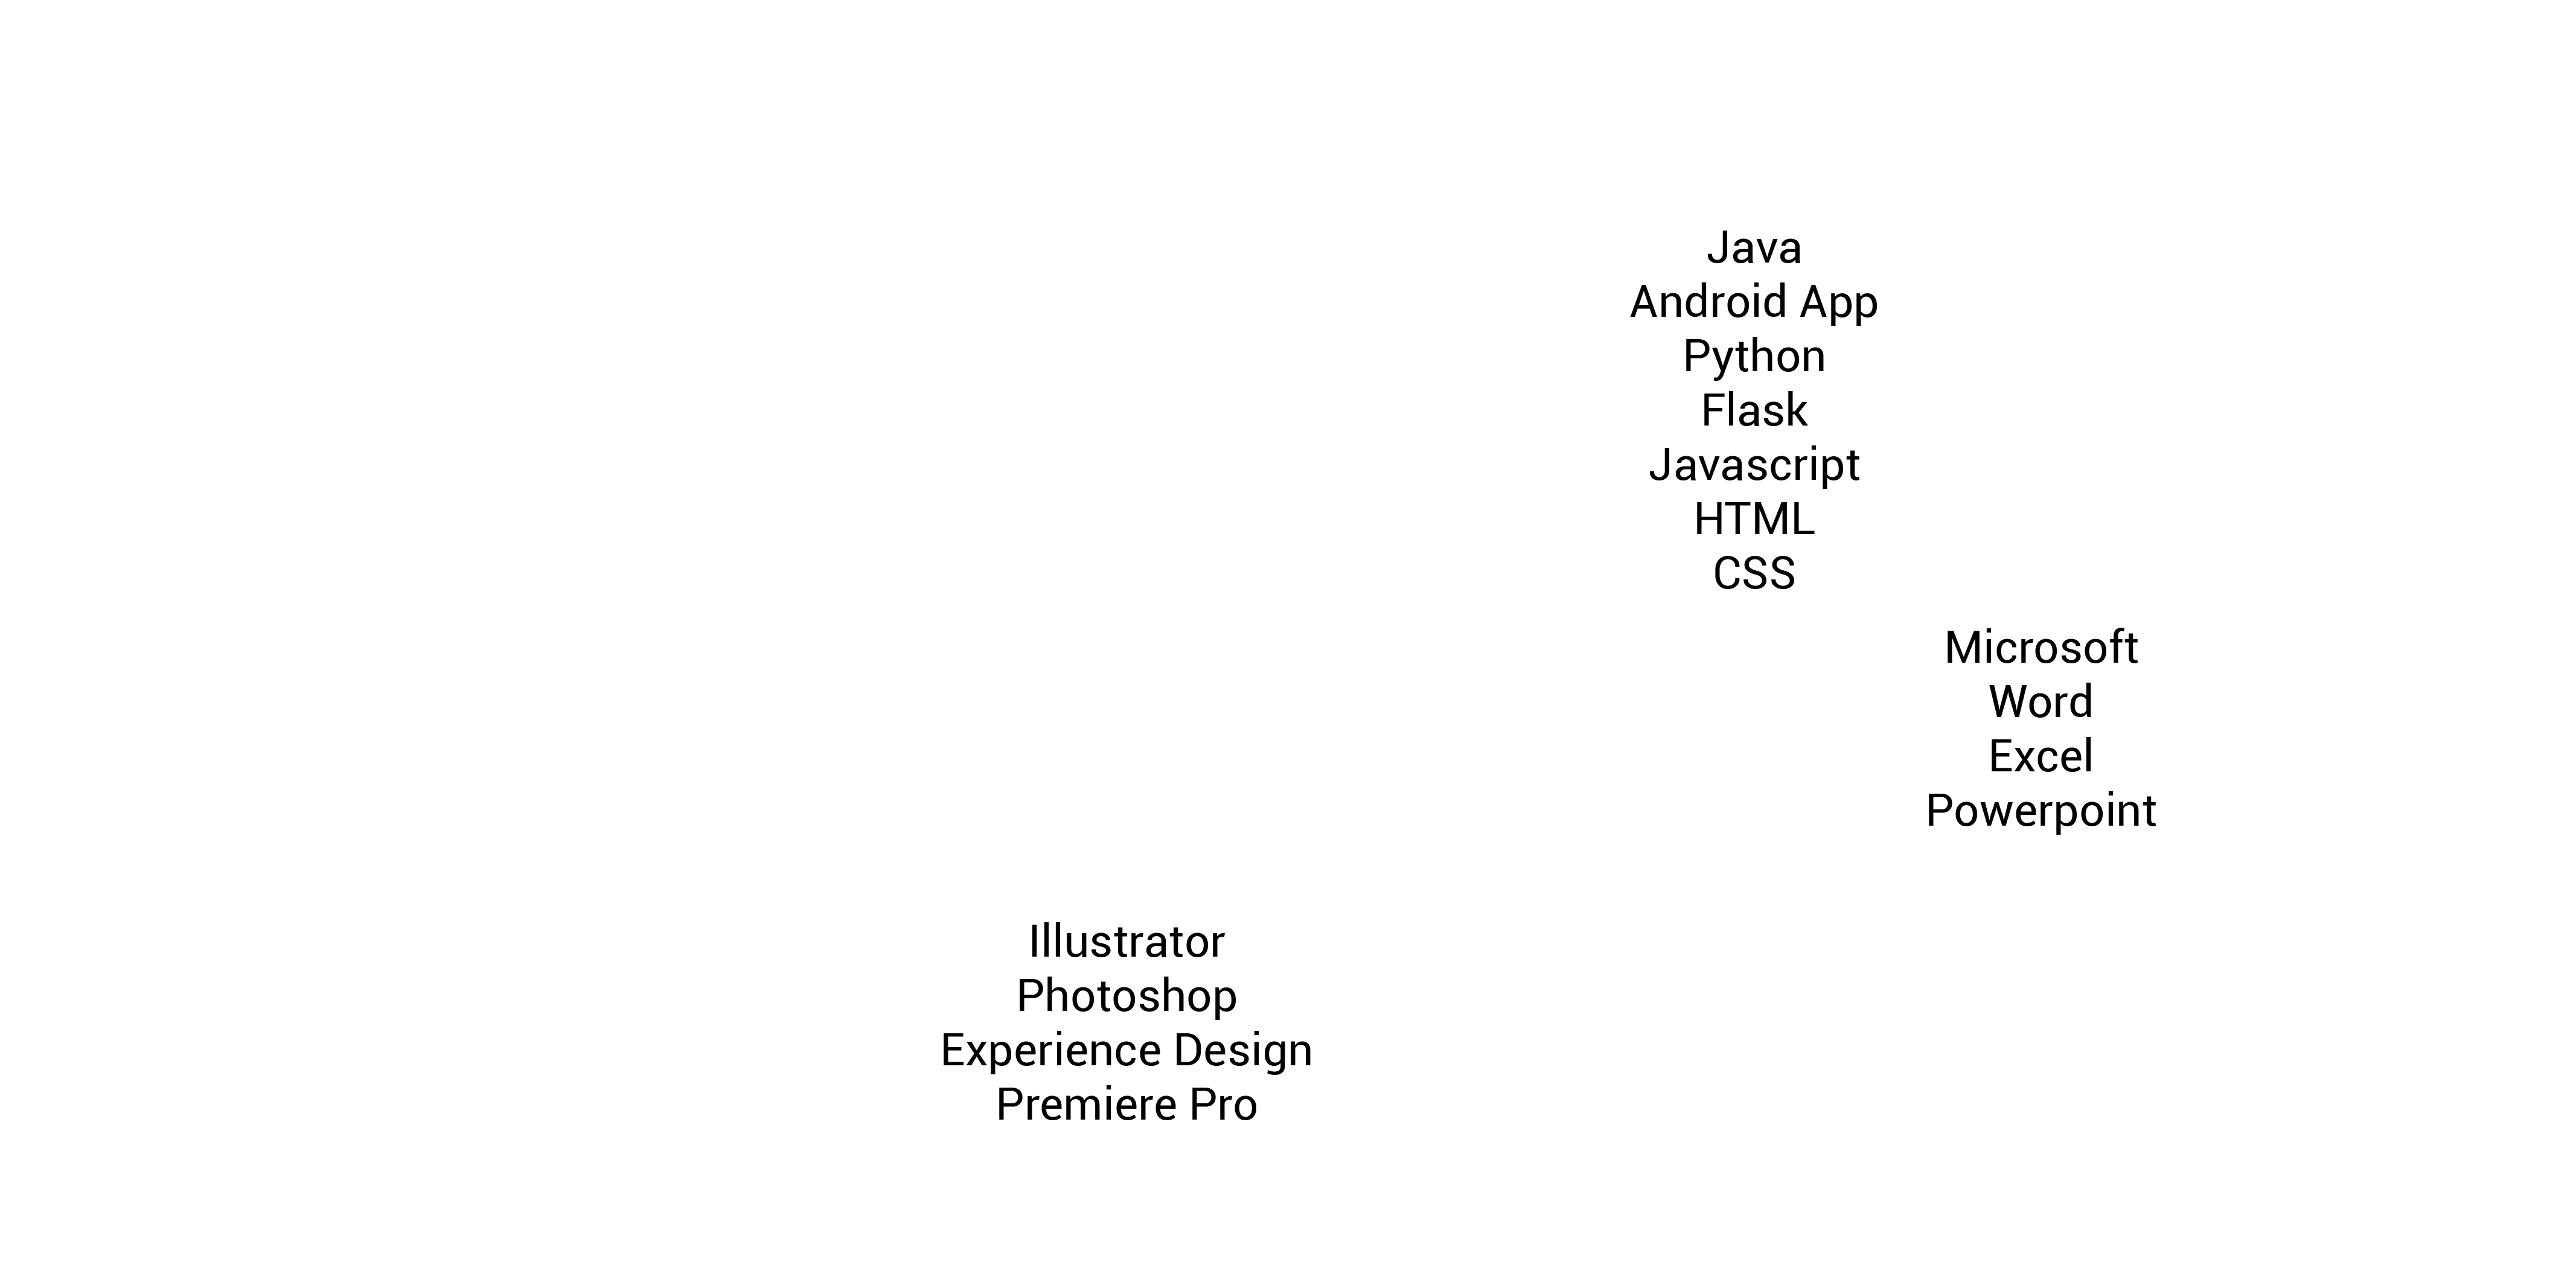 Java
Android App
Python
Flask
Javascript
HTML
CSS
Microsoft
Word
Excel
Powerpoint
Illustrator
Photoshop
Experience Design
Premiere Pro